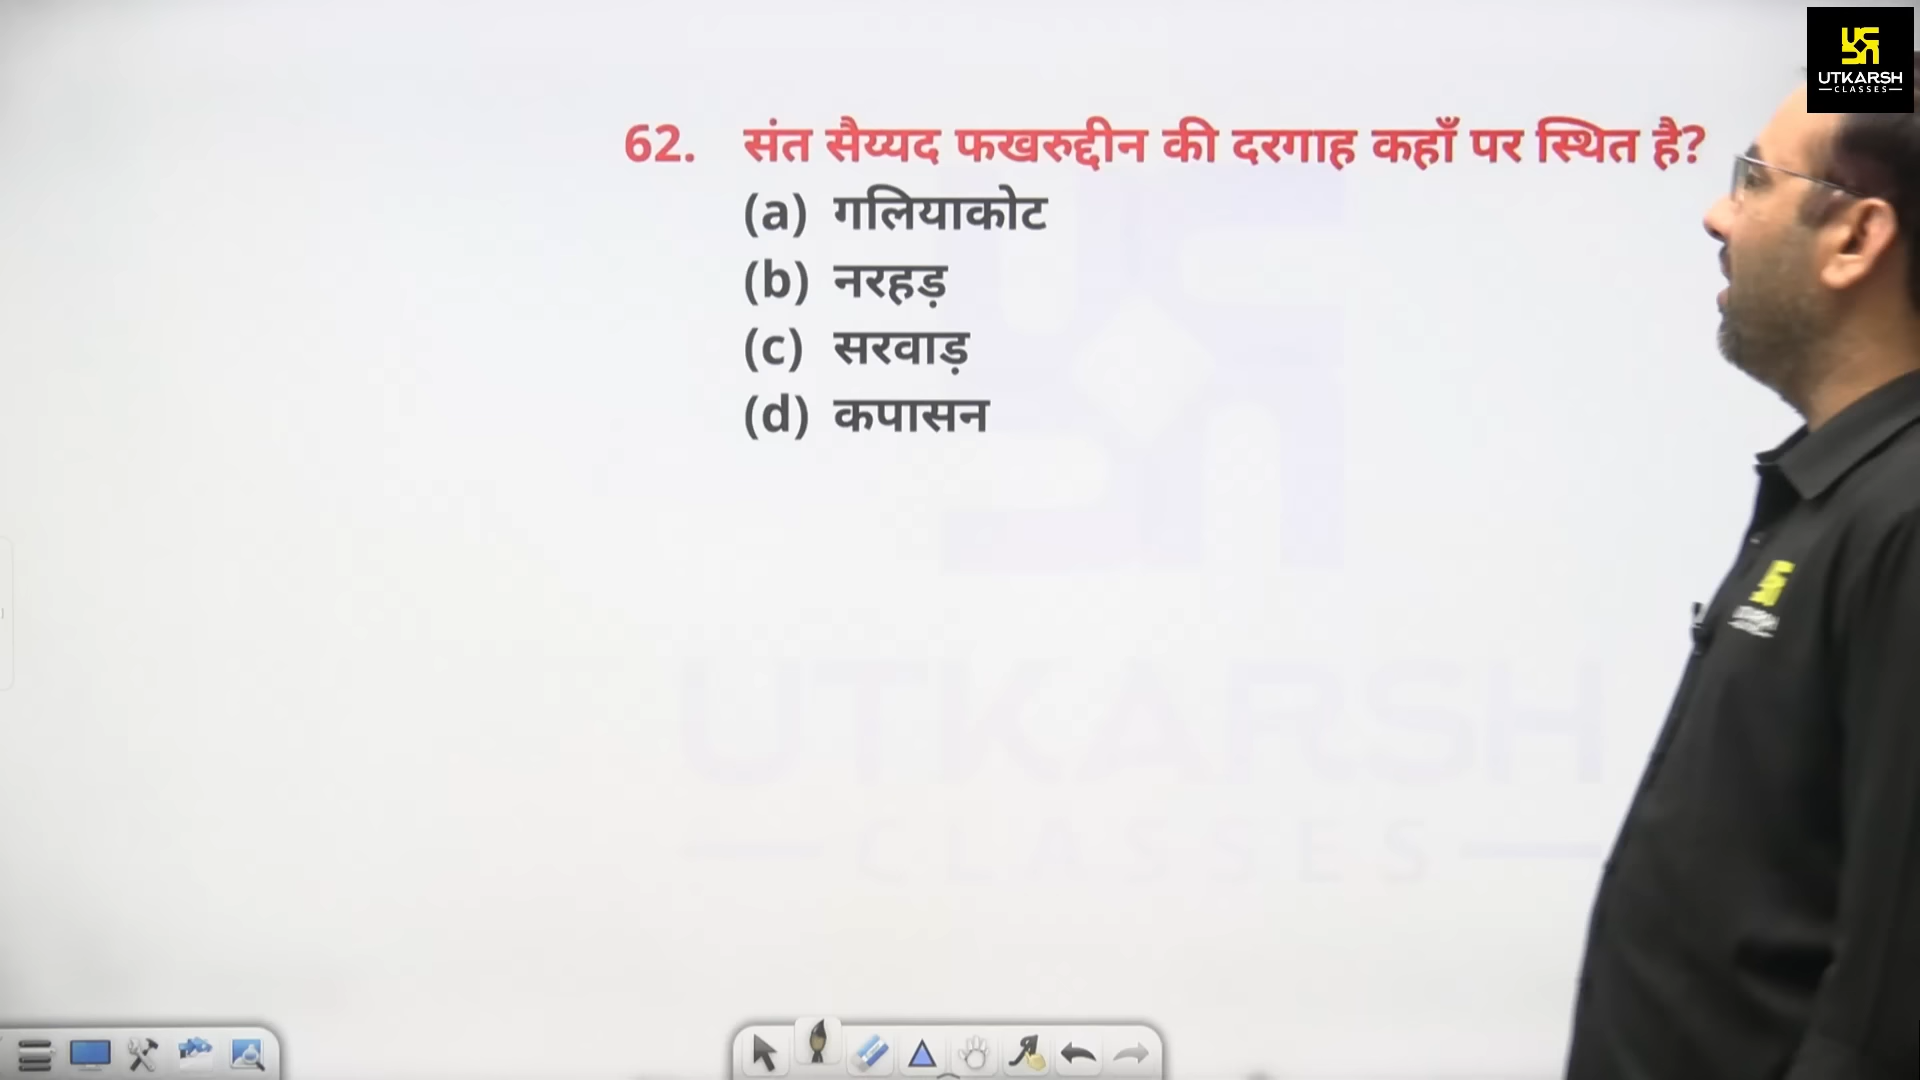 UTKARSH
CLASSES
62. संत सैय्यद फखरुद्दीन की दरगाह कहाँ पर स्थित है?
(a) गलियाकोट
(b) नरहड़
(c) सरवाड़
(d) कपासन
UTKARSH
CLASSES